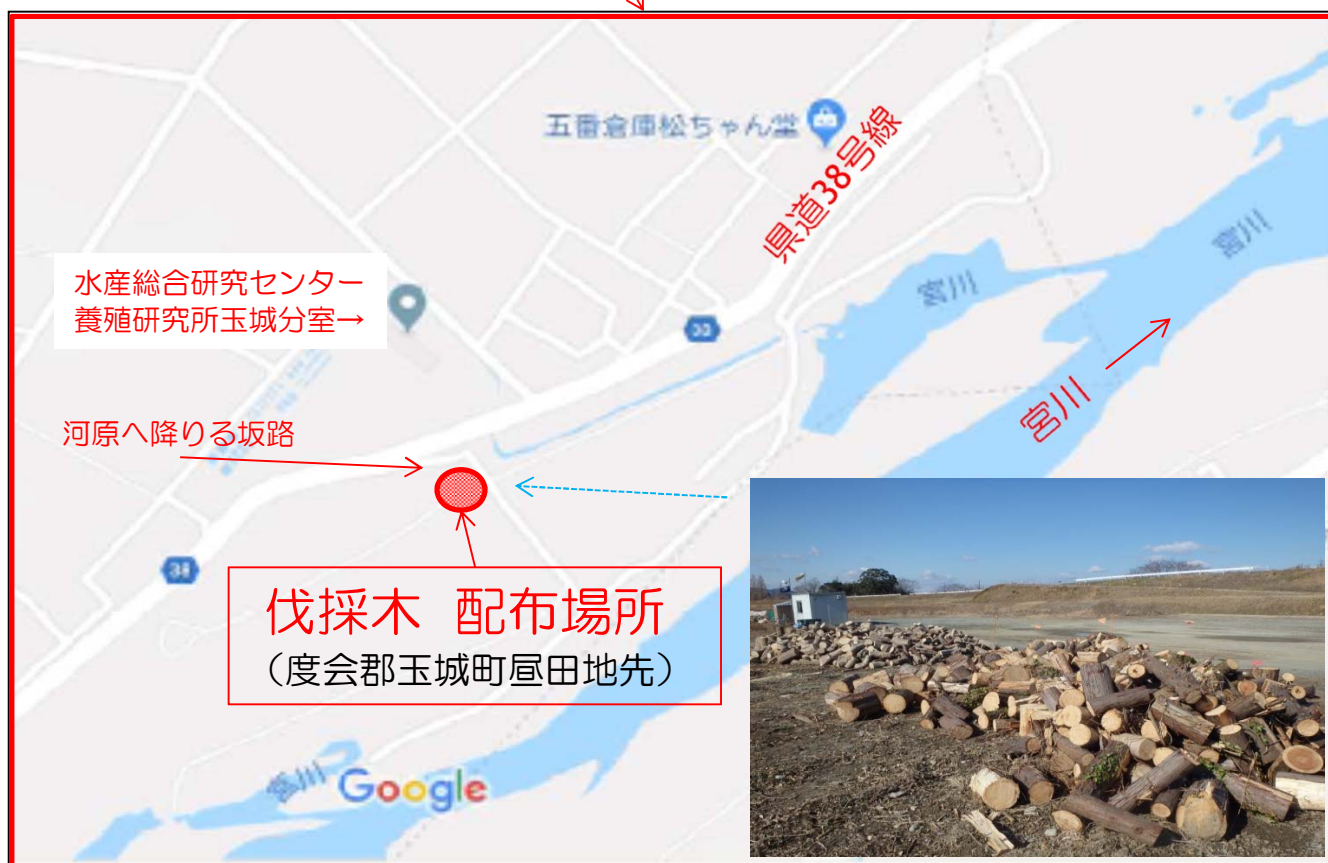 五番倉庫松ちゃん堂
県道38号線
宮川
宮川
水産総合研究センター
養殖研究所玉城分室→
宮川
河原へ降りる坂路
38
伐採木 配布場所
(度会郡玉城町昼田地先)
宮川
Google